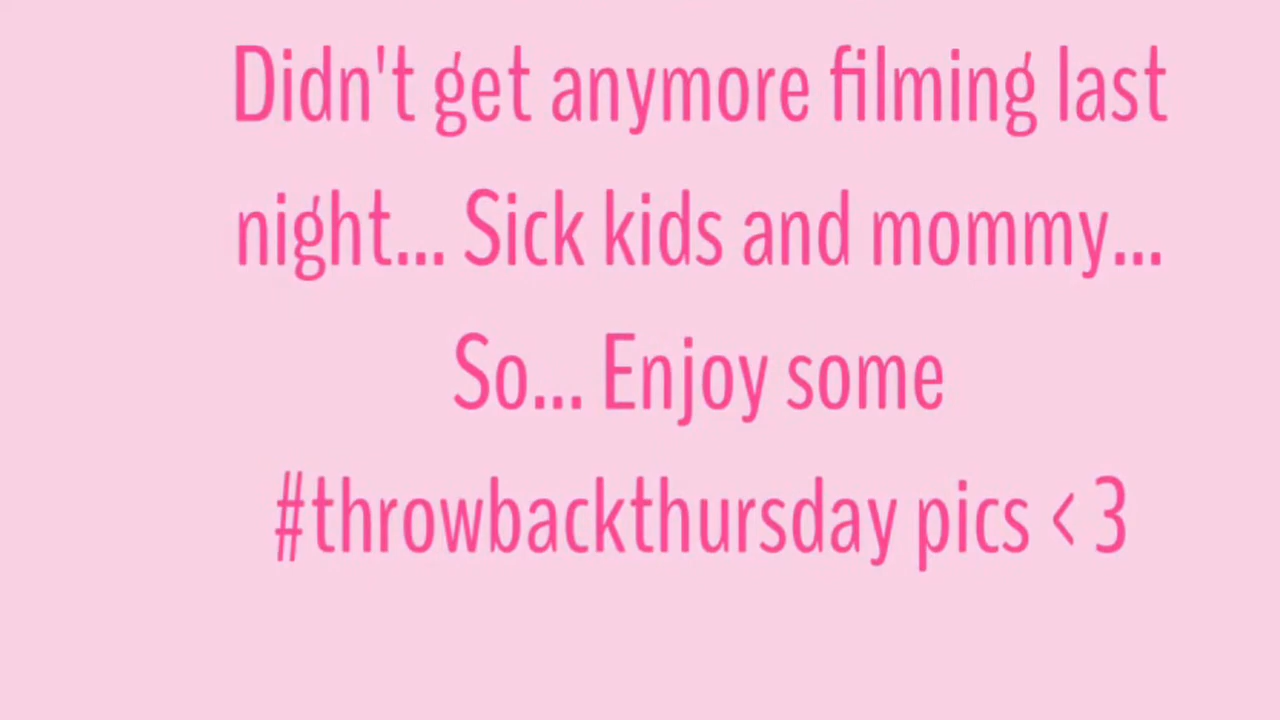 Didn't get anymore filming last
night... Sick kids and mommy...
So... Enjoy some
#throwbackthursday pics < 3